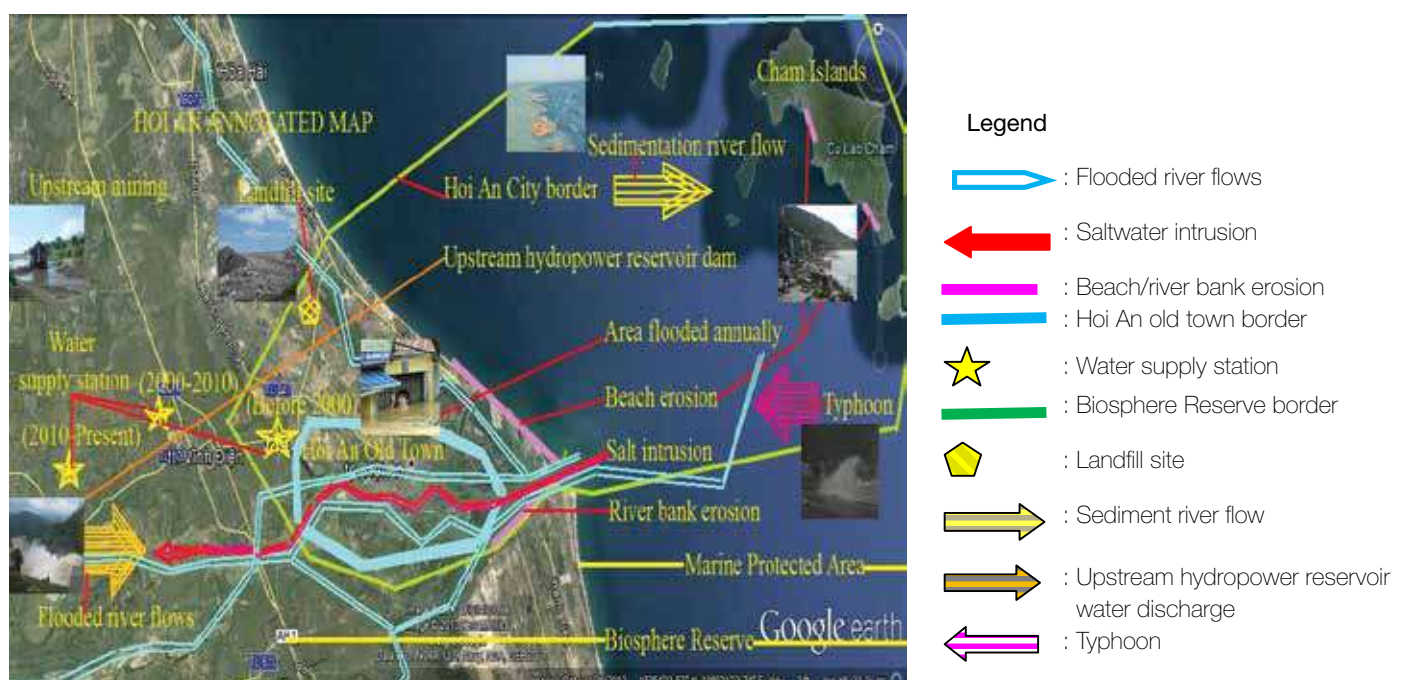 Hòa Hải
HOI AN ANNOTATED MAP
Cham Islands
Cu Lao Cham
Sedimentation river flow
Upstream mining
Landfill site
Hoi An City border
Upstream hydropower reservoir dam
Water
supply station (2000-2010)
(Before 2000)
(2010-Present)
Area flooded annually
Beach erosion
Typhoon
Vĩnh Điện
Hoi An Old Town
Salt intrusion
River bank erosion
Marine Protected Area
Flooded river flows
Biosphere Reserve
Google earth
Legend
: Flooded river flows
: Saltwater intrusion
: Beach/river bank erosion
: Hoi An old town border
: Water supply station
: Biosphere Reserve border
: Landfill site
: Sediment river flow
: Upstream hydropower reservoir
water discharge
: Typhoon